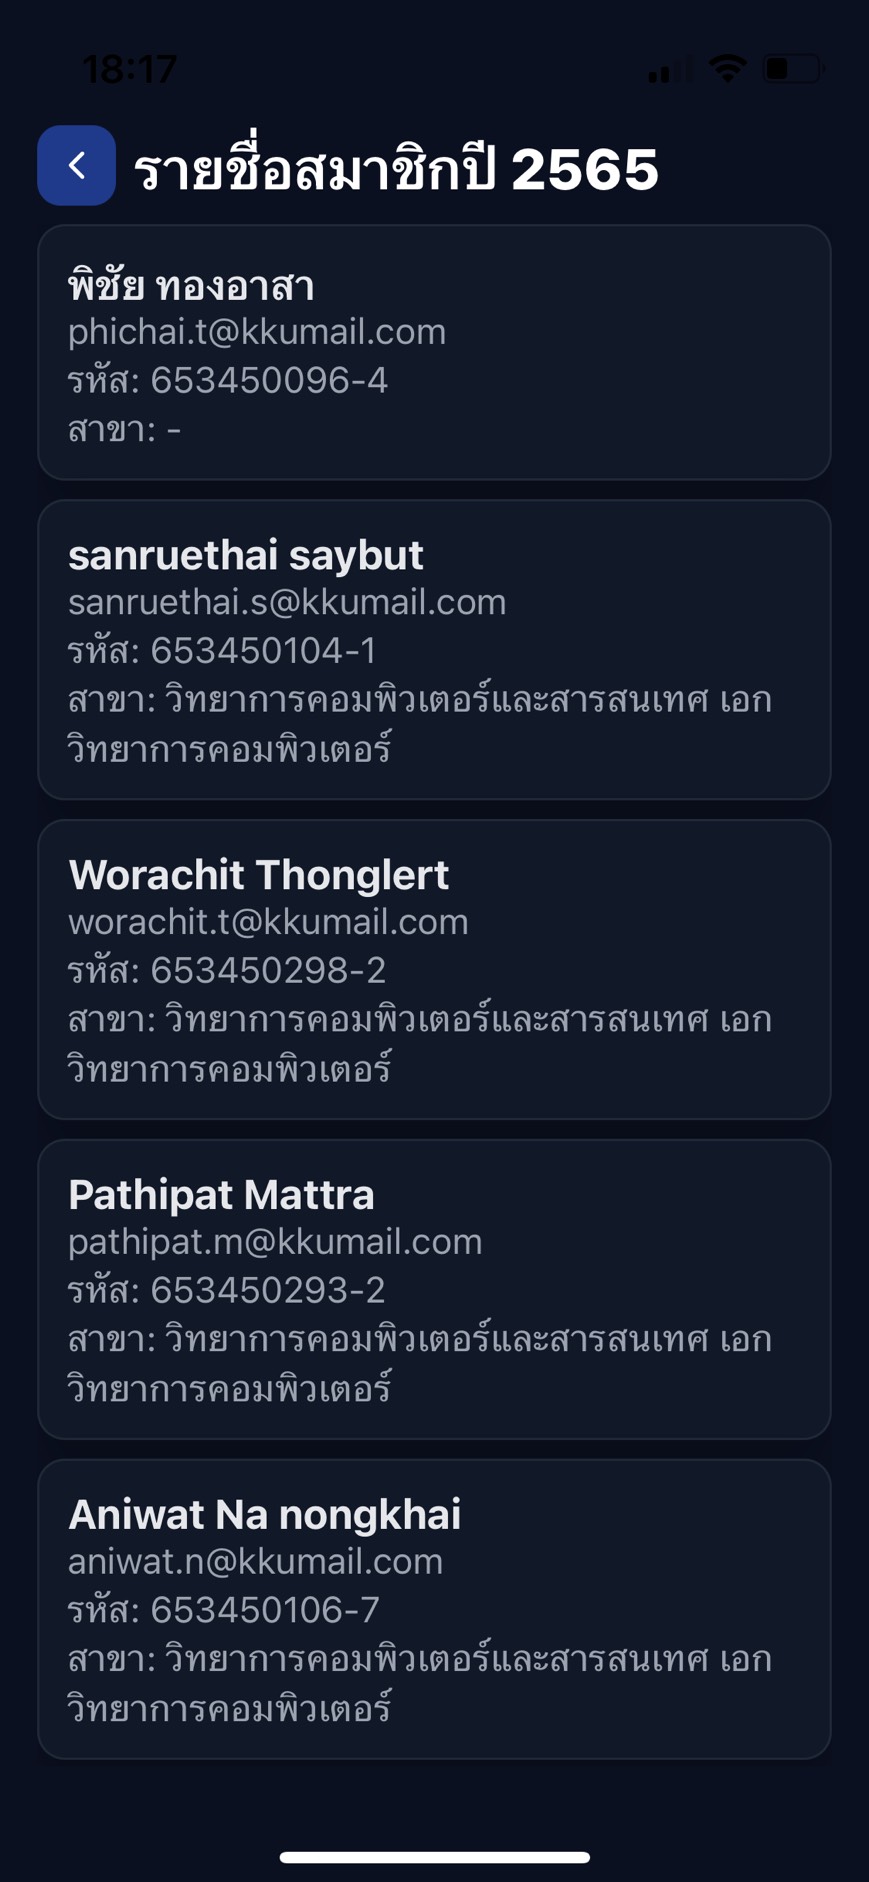 18:17
รายชื่อสมาชิกปี 2565
พิชัย ทองอาสา
phichai.t@kkumail.com
รหัส: 653450096-4
สาขา: -
sanruethai saybut
sanruethai.s@kkumail.com
รหัส: 653450104-1
สาขา: วิทยาการคอมพิวเตอร์และสารสนเทศ เอก
วิทยาการคอมพิวเตอร์
Worachit Thonglert
worachit.t@kkumail.com
รหัส: 653450298-2
สาขา: วิทยาการคอมพิวเตอร์และสารสนเทศ เอก
วิทยาการคอมพิวเตอร์
Pathipat Mattra
pathipat.m@kkumail.com
รหัส: 653450293-2
สาขา: วิทยาการคอมพิวเตอร์และสารสนเทศ เอก
วิทยาการคอมพิวเตอร์
Aniwat Na nongkhai
aniwat.n@kkumail.com
รหัส: 653450106-7
สาขา: วิทยาการคอมพิวเตอร์และสารสนเทศ เอก
วิทยาการคอมพิวเตอร์